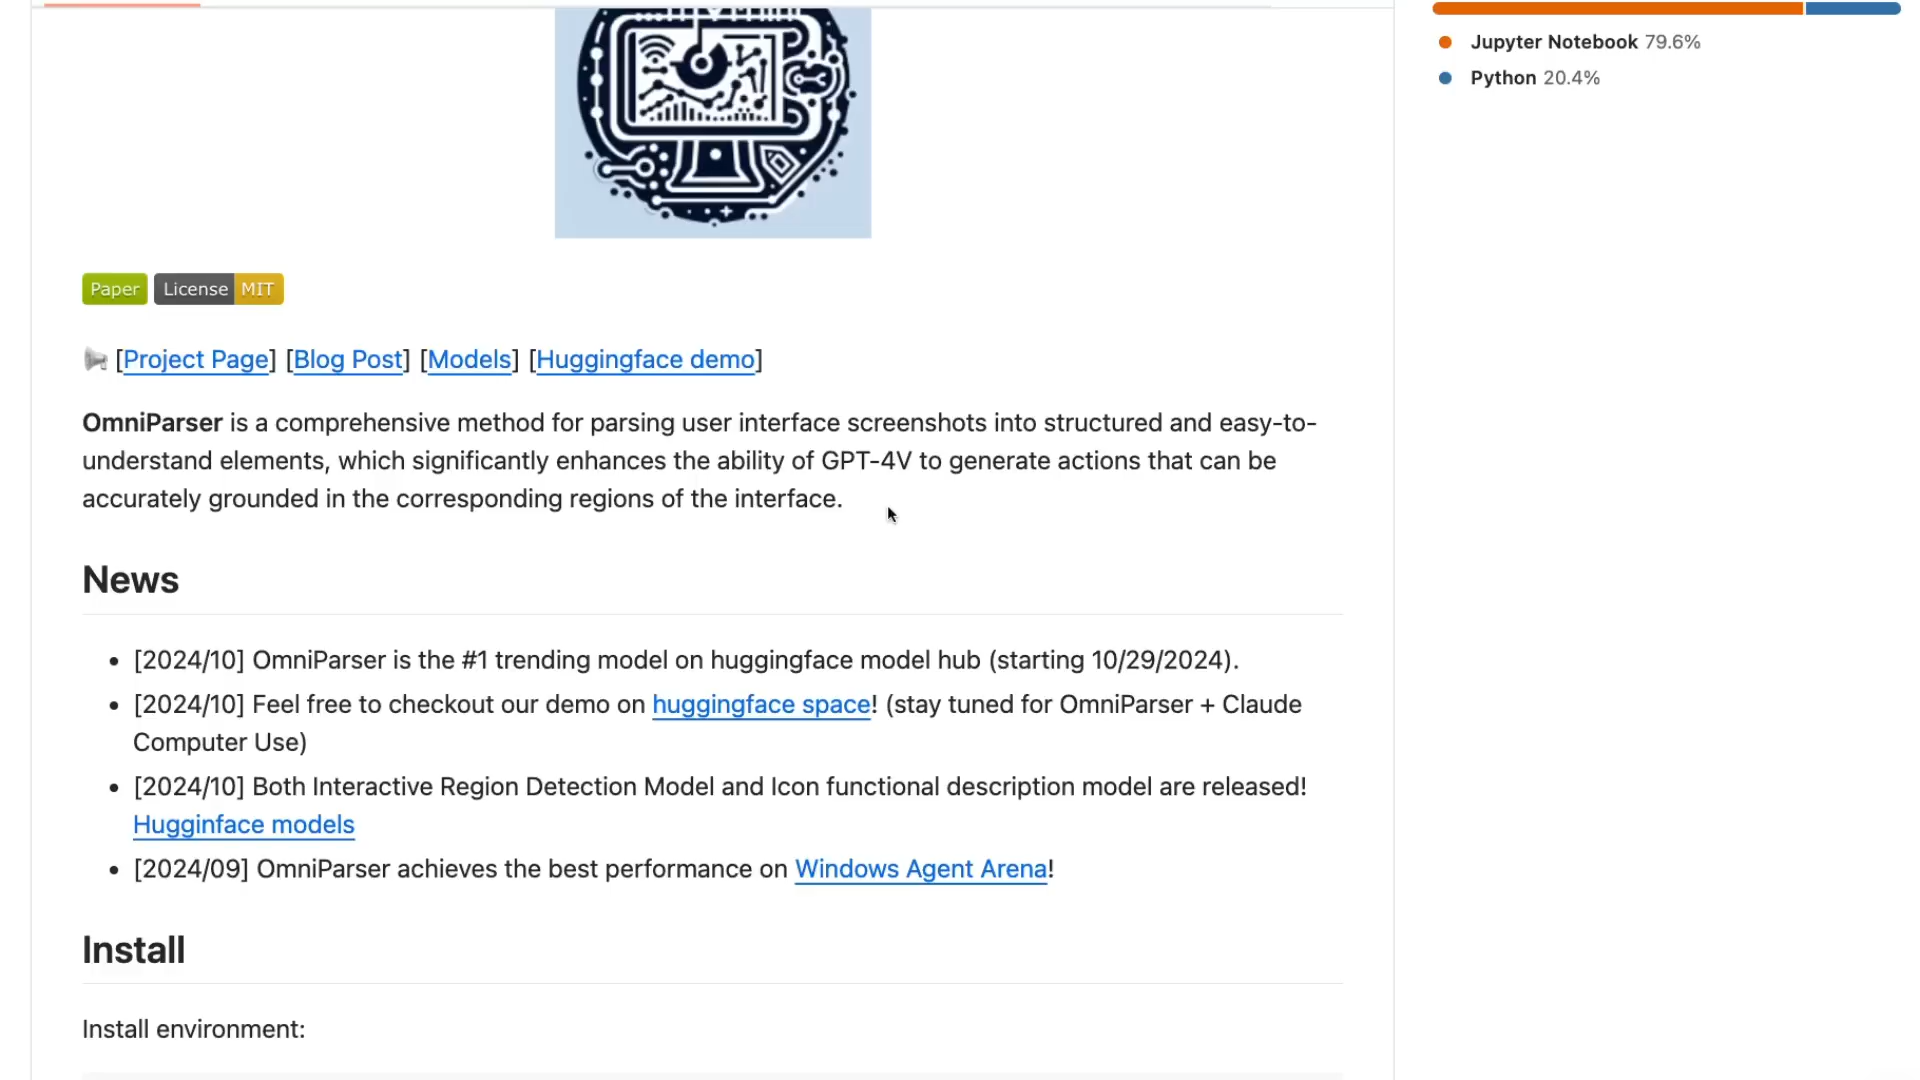 Jupyter Notebook 79.6%
Python 20.4%
Paper License MIT
[Project Page] [Blog Post] [Models] [Huggingface demo]
OmniParser is a comprehensive method for parsing user interface screenshots into structured and easy-to-
understand elements, which significantly enhances the ability of GPT-4V to generate actions that can be
accurately grounded in the corresponding regions of the interface.
News
[2024/10] OmniParser is the #1 trending model on huggingface model hub (starting 10/29/2024).
[2024/10] Feel free to checkout our demo on huggingface space! (stay tuned for OmniParser + Claude
Computer Use)
[2024/10] Both Interactive Region Detection Model and Icon functional description model are released!
Hugginface models
[2024/09] OmniParser achieves the best performance on Windows Agent Arena!
Install
Install environment: